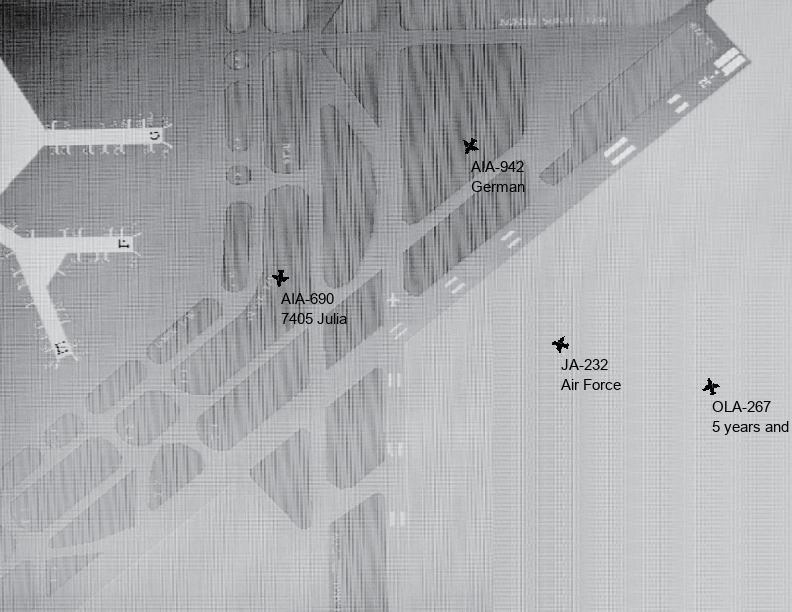 G
F
E
AIA-942
German
AIA-690
7405 Julia
JA-232
Air Force
OLA-267
5 years and